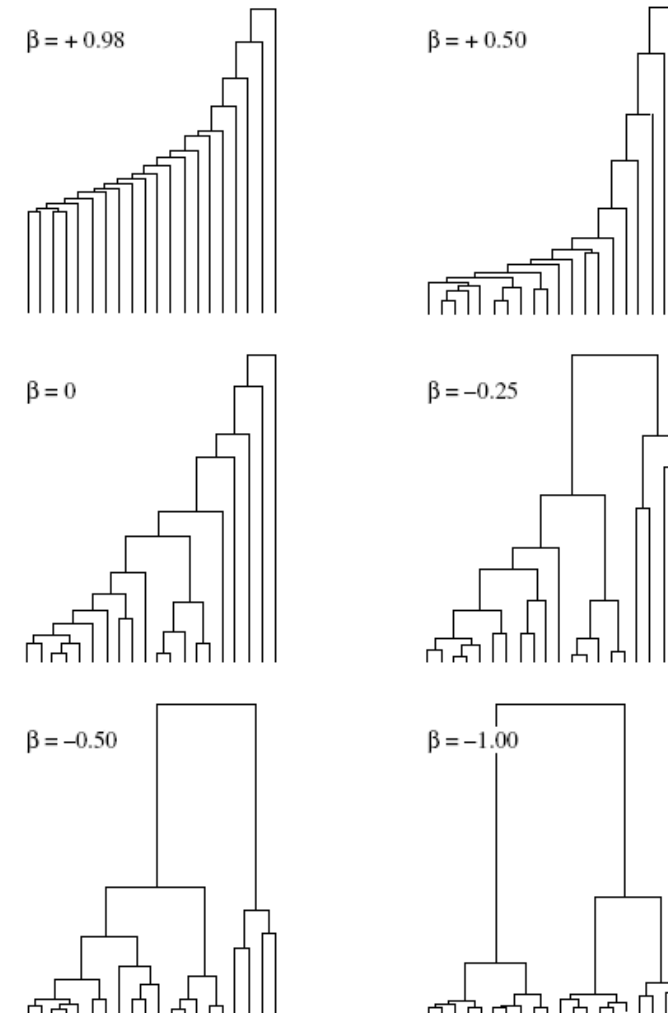 β = + 0.98
β = + 0.50
β = 0
β = –0.25
β = –0.50
β = –1.00